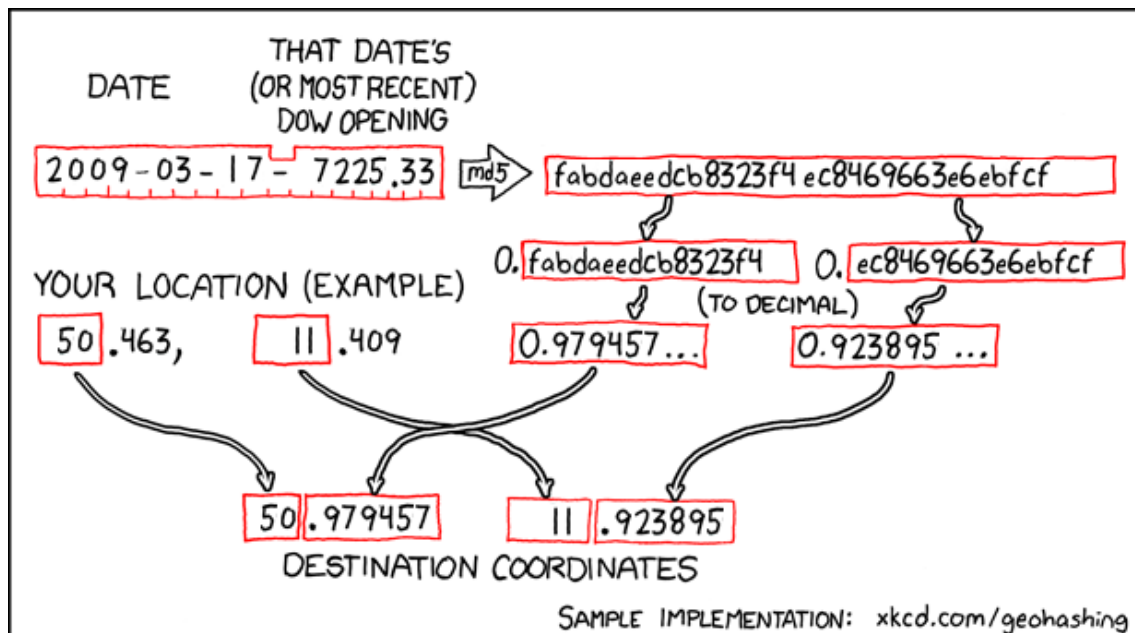 DATE
THAT DATE'S
(OR MOST RECENT)
DOW OPENING
2009-03-17-7225.33
md5
fabdaeedcb8323f4ec8469663e6ebfcf
0.fabdaeedcb8323f4
0.ec8469663e6ebfcf
YOUR LOCATION (EXAMPLE)
(TO DECIMAL)
50.463,
11.409
0.979457...
0.923895...
50.979457
11.923895
DESTINATION COORDINATES
SAMPLE IMPLEMENTATION: xkcd.com/geohashing